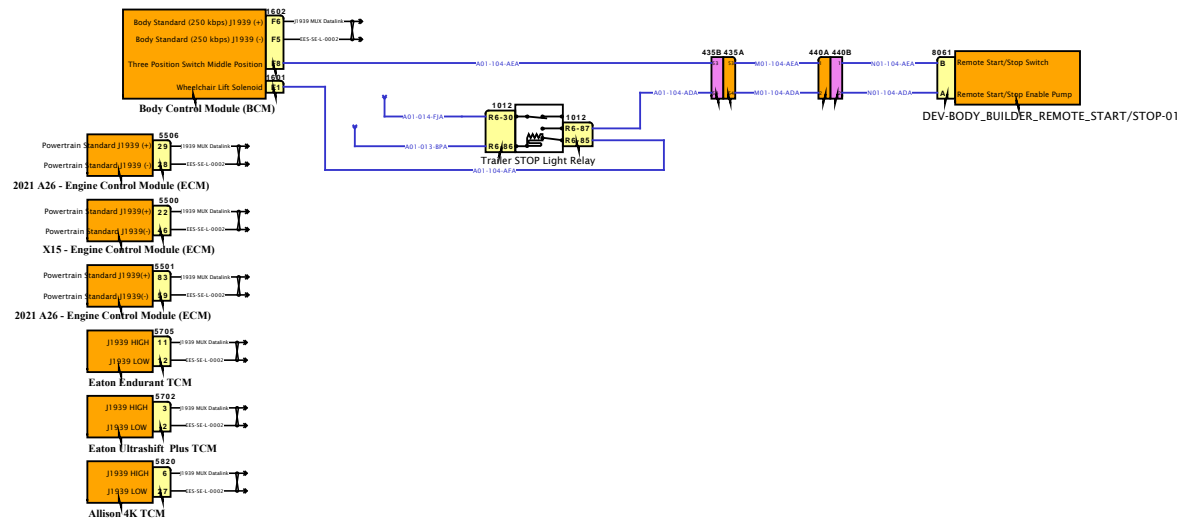 1602
Body Standard (250 kbps) J1939 (+) F6 J1939 MUX Datalink
Body Standard (250 kbps) J1939 (-) F5 EES-SE-L-0002
Three Position Switch Middle Position F8 A01-104-AEA
1601
Wheelchair Lift Solenoid E1
Body Control Module (BCM)
435B 435A 440A 440B 8061
M01-104-AEA N01-104-AEA B Remote Start/Stop Switch
A01-104-ADA M01-104-ADA N01-104-ADA A Remote Start/Stop Enable Pump
DEV-BODY_BUILDER_REMOTE_START/STOP-01
1012
A01-014-FJA R6-30
1012
R6-87
A01-013-BPA R6-86
R6-85
Trailer STOP Light Relay
A01-104-AFA
5506
Powertrain Standard J1939 (+) 29 J1939 MUX Datalink
Powertrain Standard J1939 (-) 28 EES-SE-L-0002
2021 A26 - Engine Control Module (ECM)
5500
Powertrain Standard J1939(+) 22 J1939 MUX Datalink
Powertrain Standard J1939(-) 46 EES-SE-L-0002
X15 - Engine Control Module (ECM)
5501
Powertrain Standard J1939(+) 83 J1939 MUX Datalink
Powertrain Standard J1939(-) 59 EES-SE-L-0002
2021 A26 - Engine Control Module (ECM)
5705
J1939 HIGH 11 J1939 MUX Datalink
J1939 LOW 12 EES-SE-L-0002
Eaton Endurant TCM
5702
J1939 HIGH 3 J1939 MUX Datalink
J1939 LOW 2 EES-SE-L-0002
Eaton Ultrashift Plus TCM
5820
J1939 HIGH 6 J1939 MUX Datalink
J1939 LOW 27 EES-SE-L-0002
Allison 4K TCM